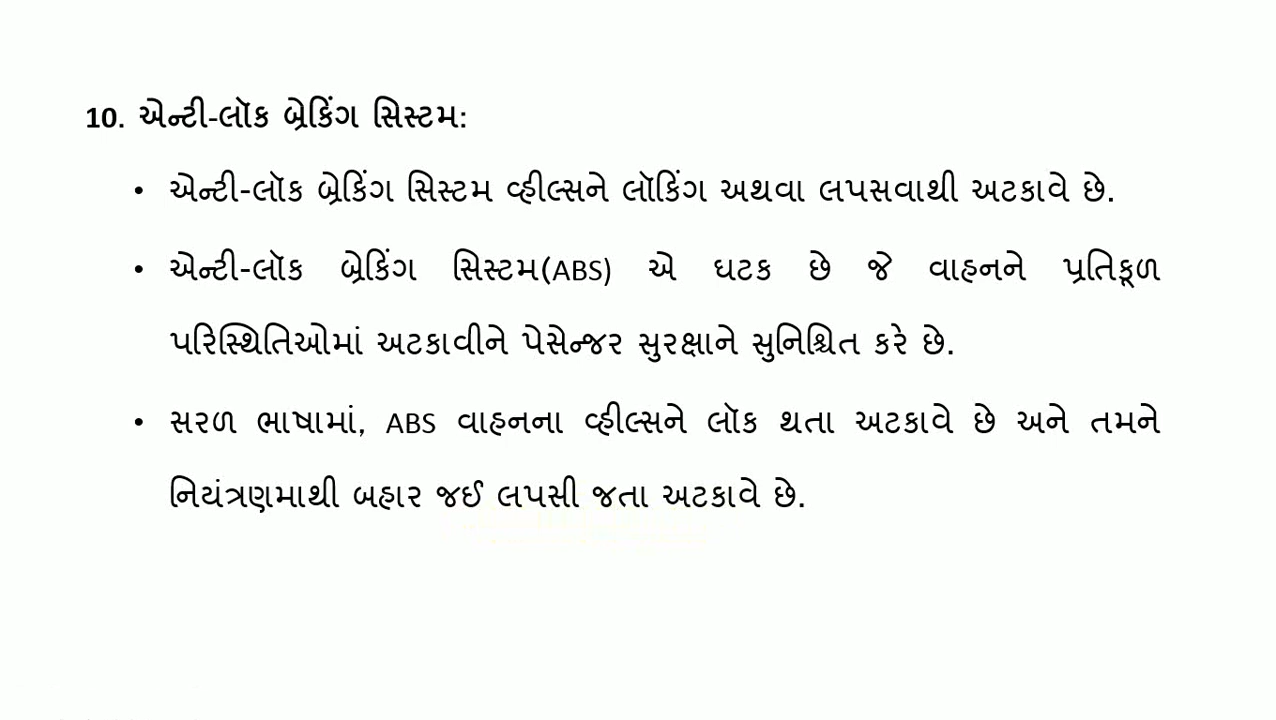 10. એન્ટી-લૉક બ્રેકિંગ સિસ્ટમ:
• એન્ટી-લૉક બ્રેકિંગ સિસ્ટમ વ્હીલ્સને લૉકિંગ અથવા લપસવાથી અટકાવે છે.
• એન્ટી-લૉક બ્રેકિંગ સિસ્ટમ(ABS) એ ઘટક છે જે વાહનને પ્રતિકૂળ
પરિસ્થિતિઓમાં અટકાવીને પેસેન્જર સુરક્ષાને સુનિશ્ચિત કરે છે.
• સરળ ભાષામાં, ABS વાહનના વ્હીલ્સને લૉક થતા અટકાવે છે અને તમને
નિયંત્રણમાથી બહાર જઈ લપસી જતા અટકાવે છે.